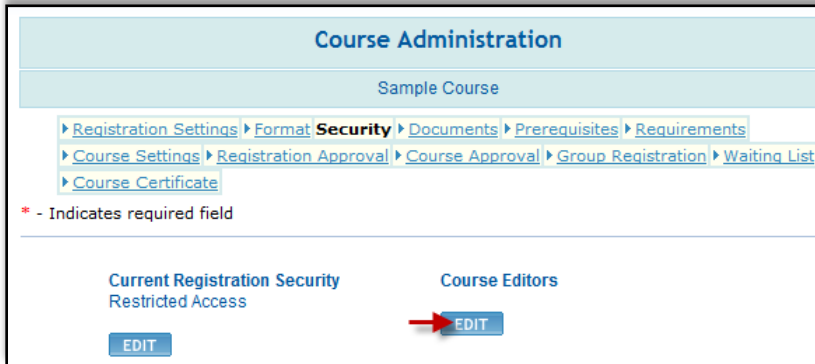 Course Administration
Sample Course
Registration Settings Format Security Documents Prerequisites Requirements
Course Settings Registration Approval Course Approval Group Registration Waiting List
Course Certificate
* - Indicates required field
Current Registration Security Course Editors
Restricted Access
EDIT
EDIT